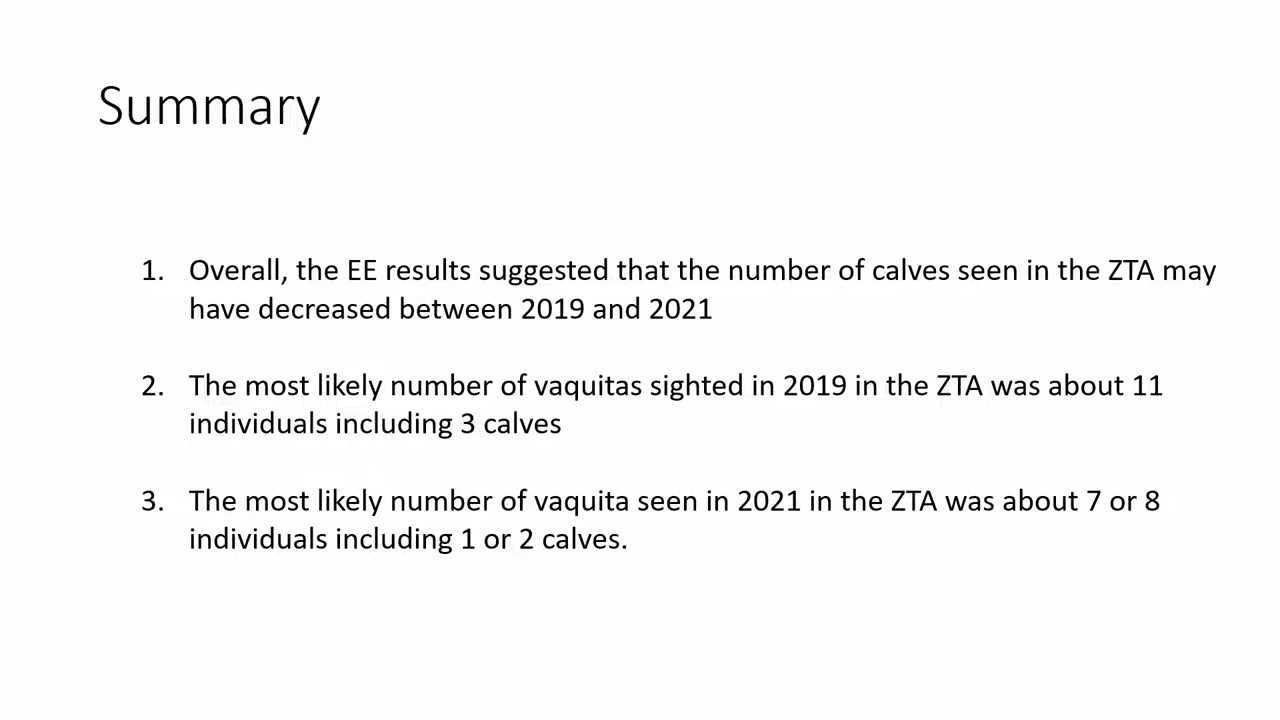 Summary
1. Overall, the EE results suggested that the number of calves seen in the ZTA may
have decreased between 2019 and 2021
2. The most likely number of vaquitas sighted in 2019 in the ZTA was about 11
individuals including 3 calves
3. The most likely number of vaquita seen in 2021 in the ZTA was about 7 or 8
individuals including 1 or 2 calves.